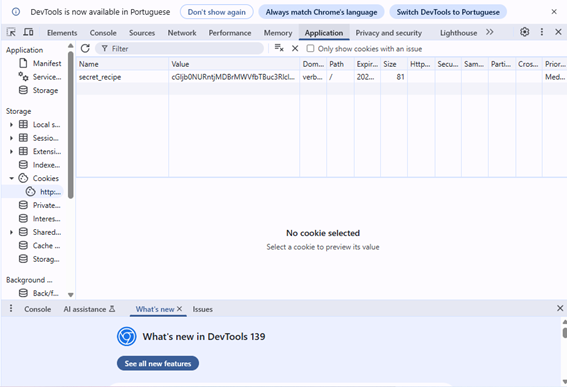 DevTools is now available in Portuguese Don't show again Always match Chrome's language Switch DevTools to Portuguese
Elements Console Sources Network Performance Memory Application Privacy and security Lighthouse
Application
Manifest
Service...
Storage
Storage
Local s...
Sessio...
Extensi...
Indexe...
Cookies
http:...
Private...
Interes...
Shared...
Cache ...
Storag...
Background ...
Back/f...
Filter Only show cookies with an issue
Name Value Dom... Path Expir... Size Http... Secu... Sam... Parti... Cros... Prior...
secret_recipe verb... / 202... 81 Med...
No cookie selected
Select a cookie to preview its value
Console AI assistance What's new Issues
What's new in DevTools 139
See all new features